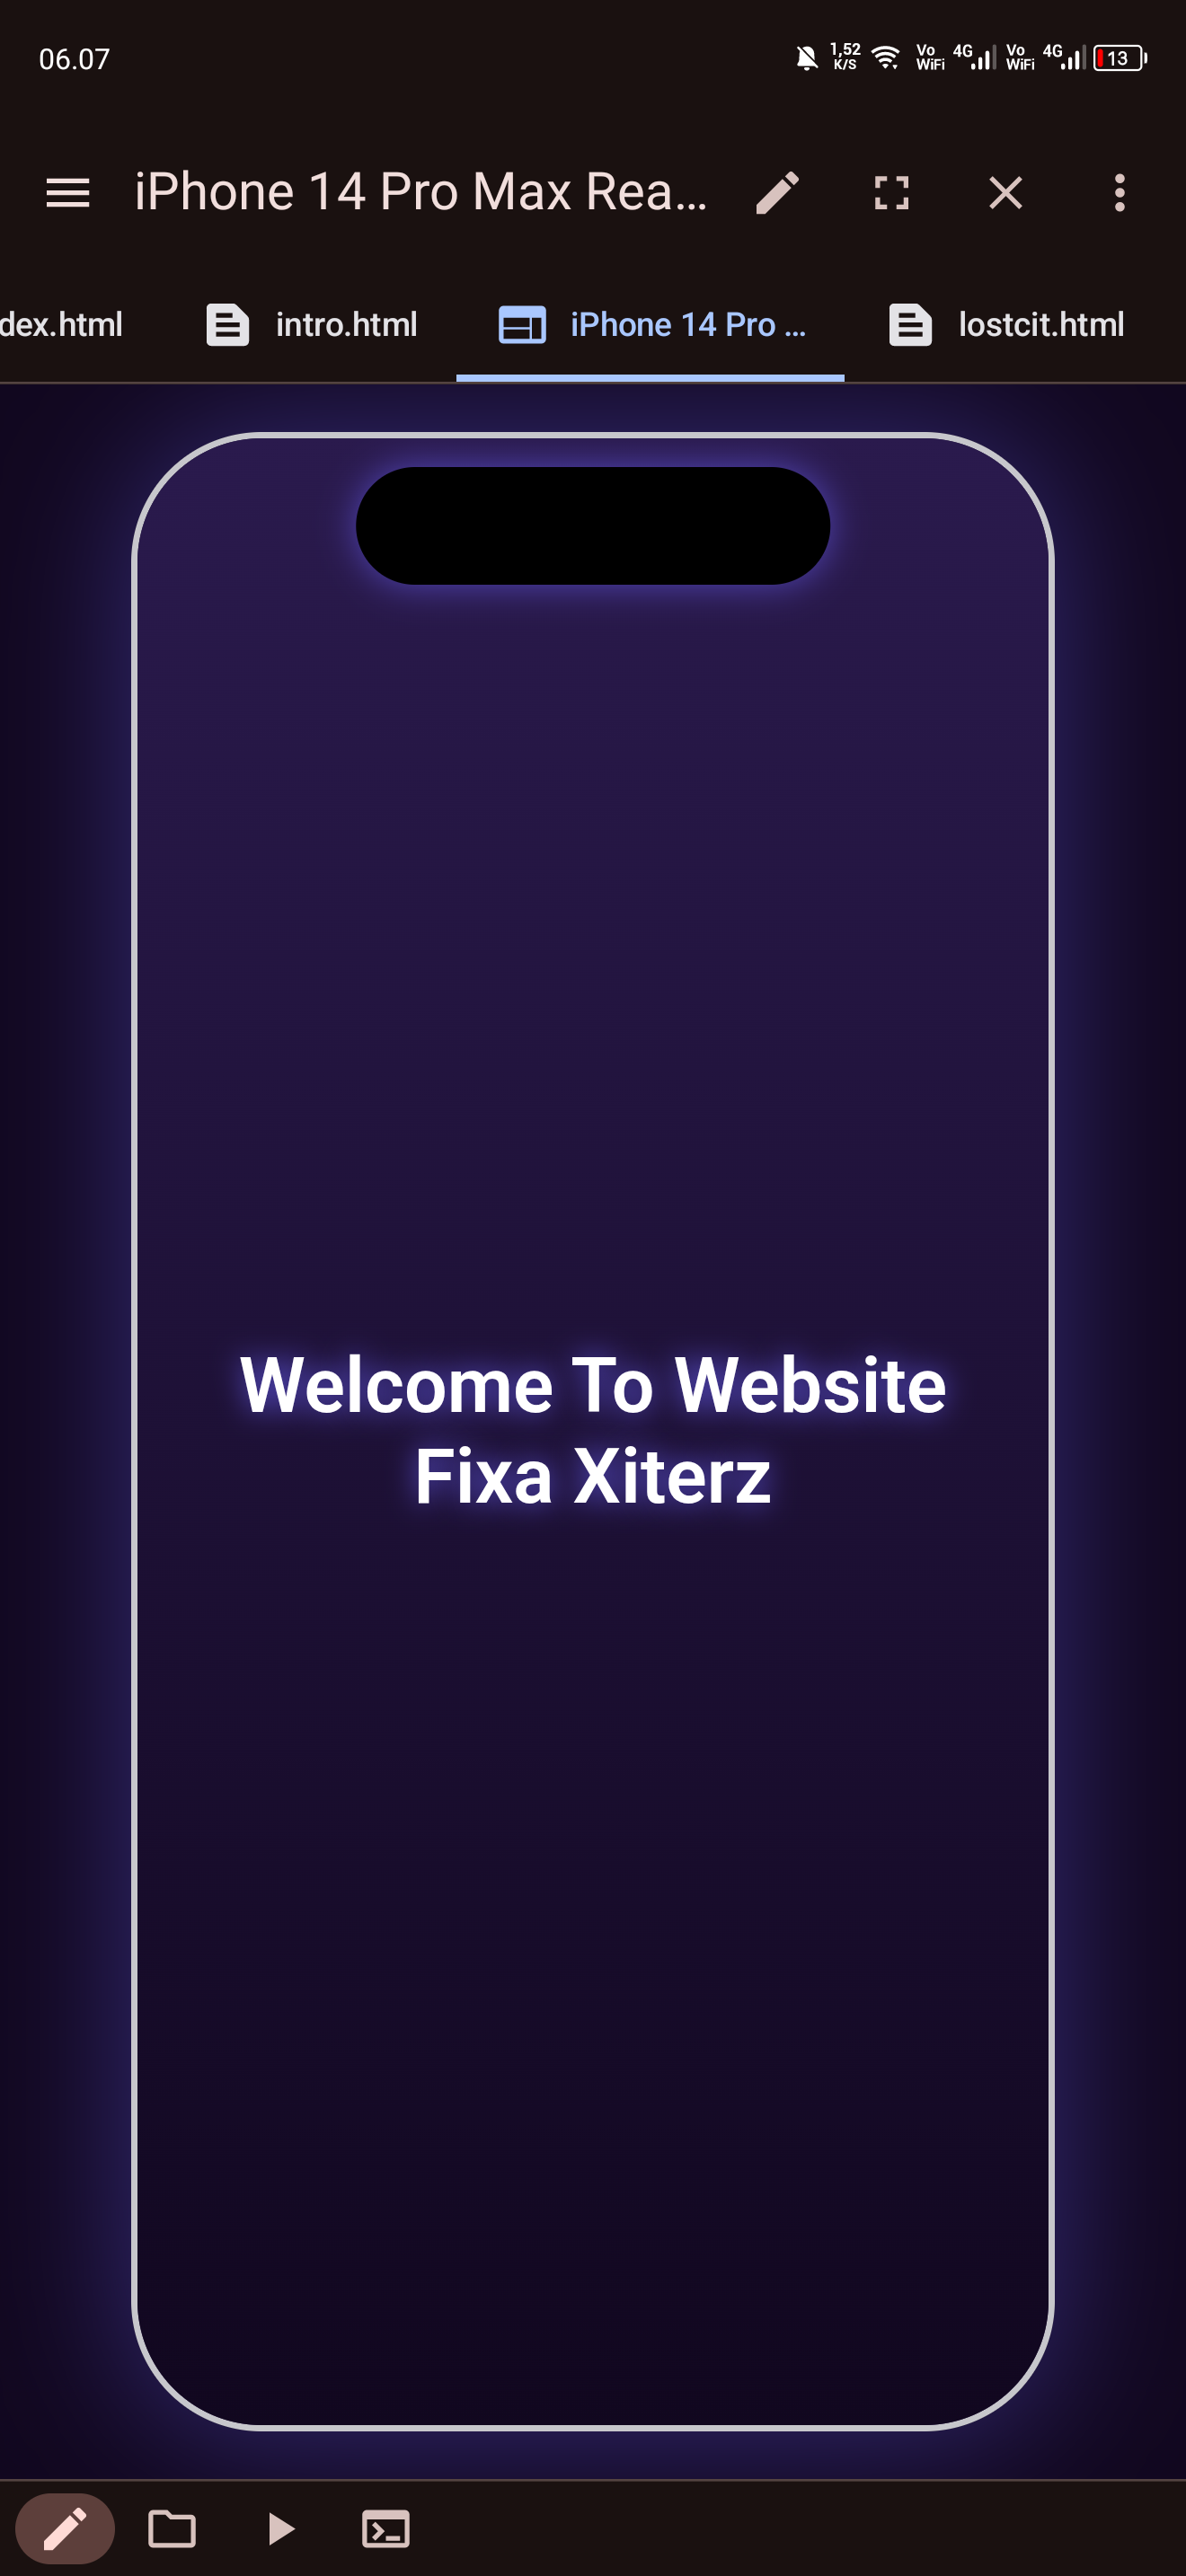 06.07
1,52
K/S
Vo
WiFi
4G
Vo
WiFi
4G
13
iPhone 14 Pro Max Rea...
dex.html
intro.html
iPhone 14 Pro ...
lostcit.html
Welcome To Website
Fixa Xiterz